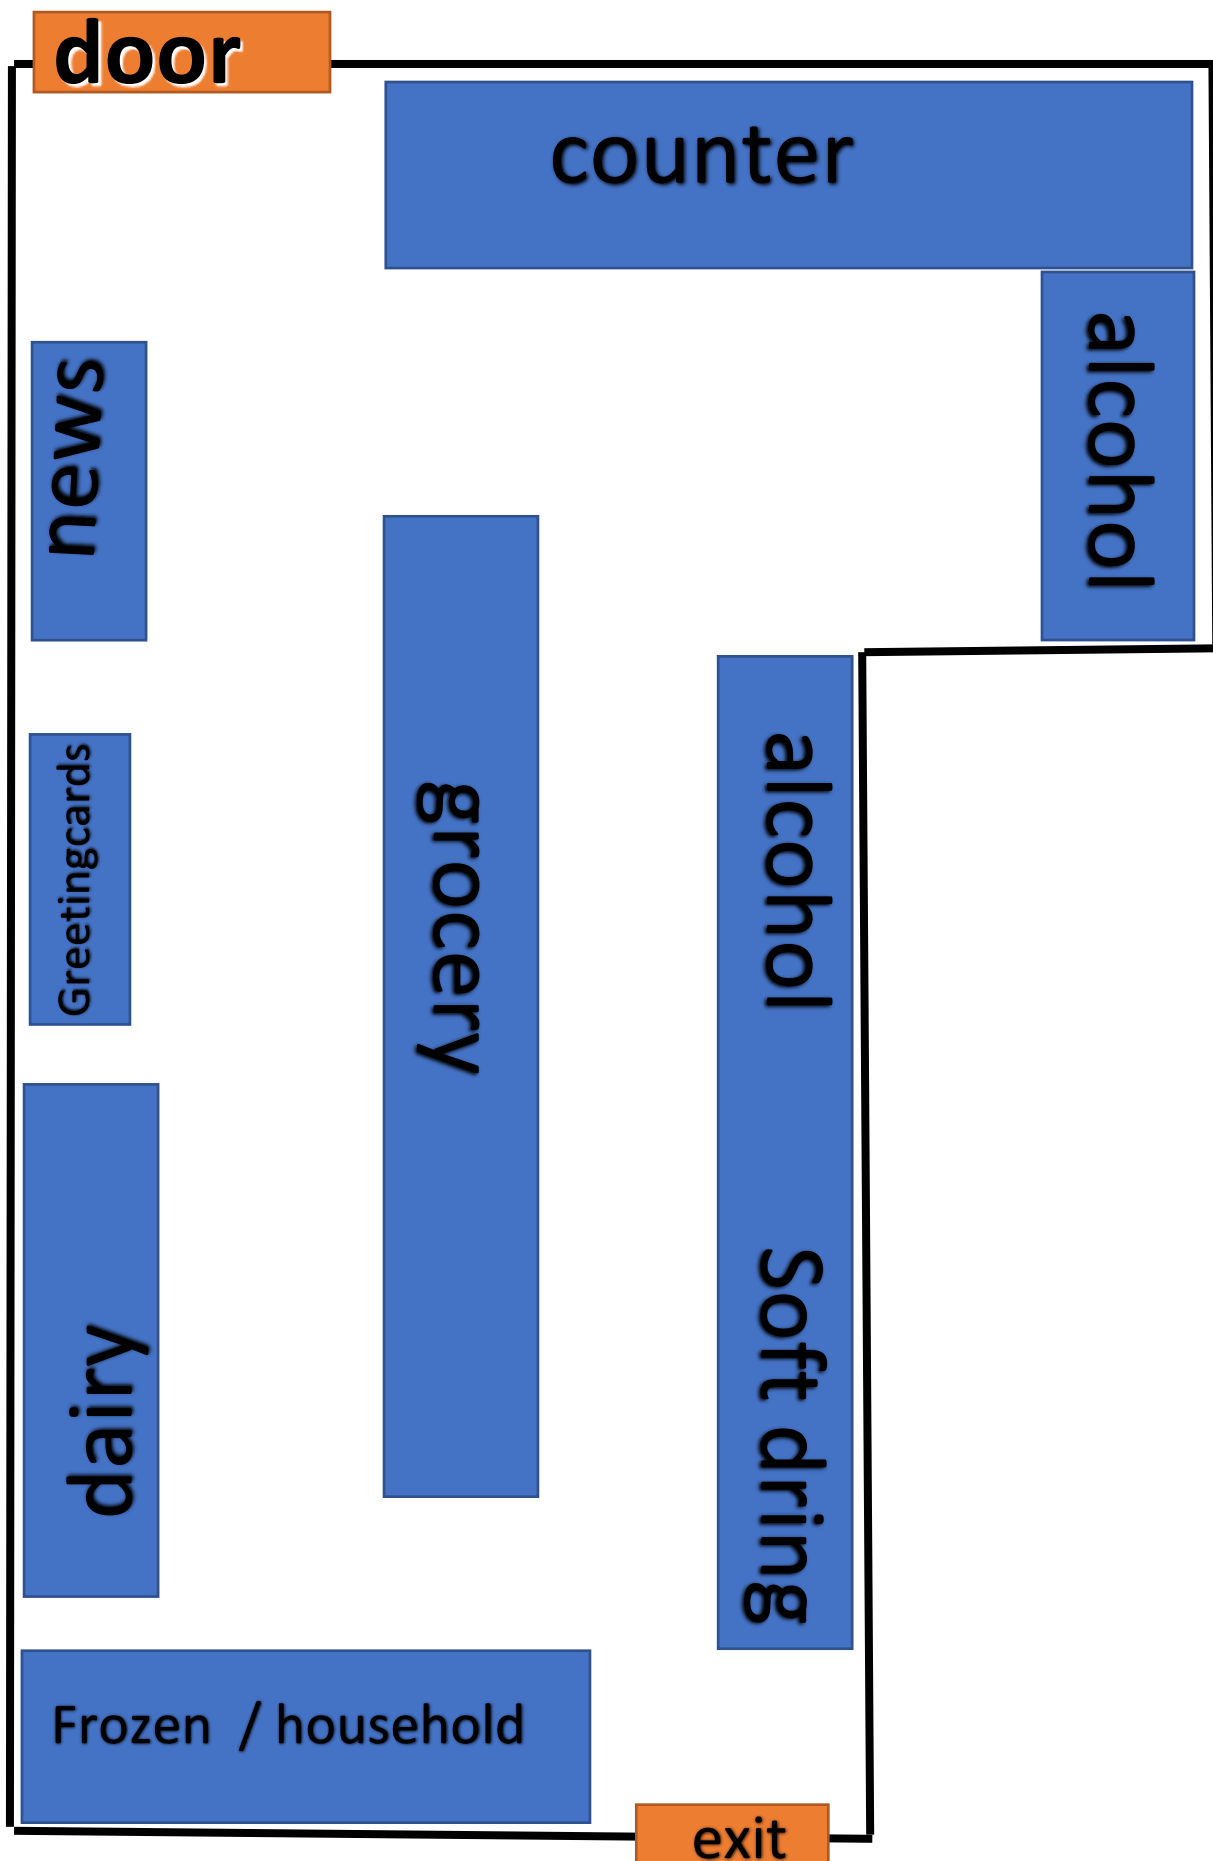 door
counter
alcohol
news
grocery
alcohol
Greetingcards
Soft dring
dairy
Frozen / household
exit